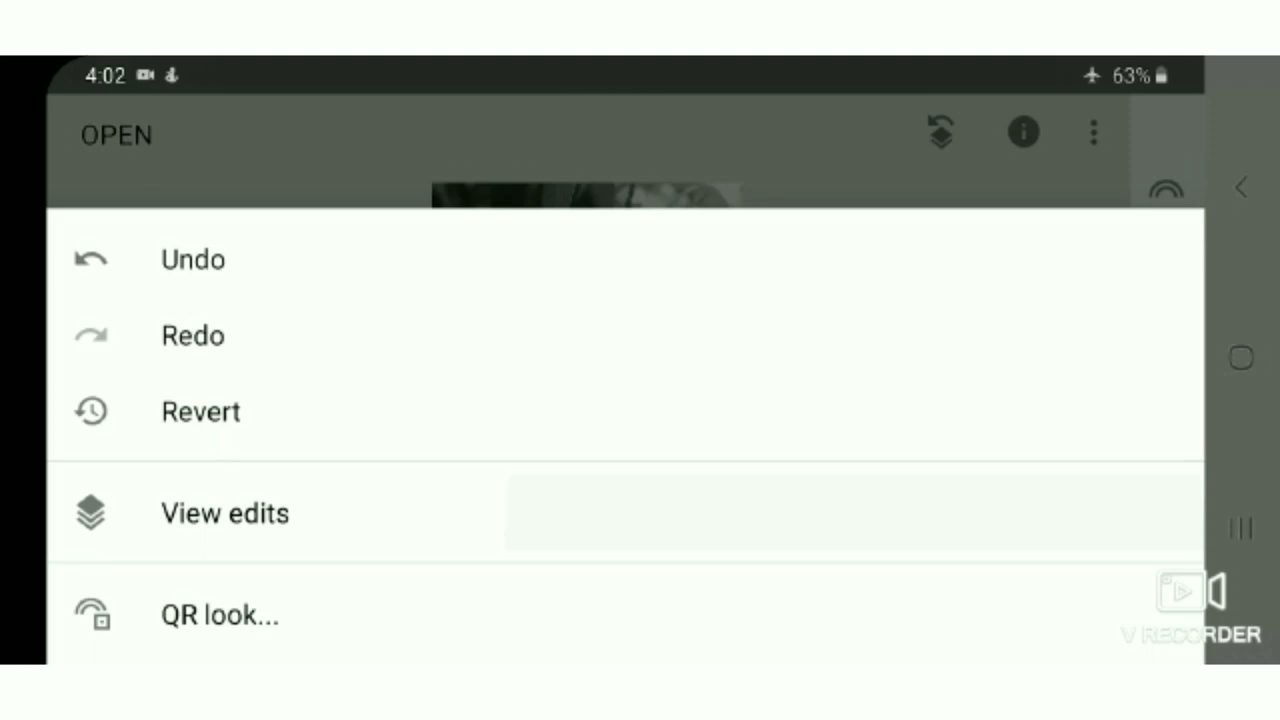 4:02
63%
OPEN
Undo
Redo
Revert
View edits
QR look...
V RECORDER